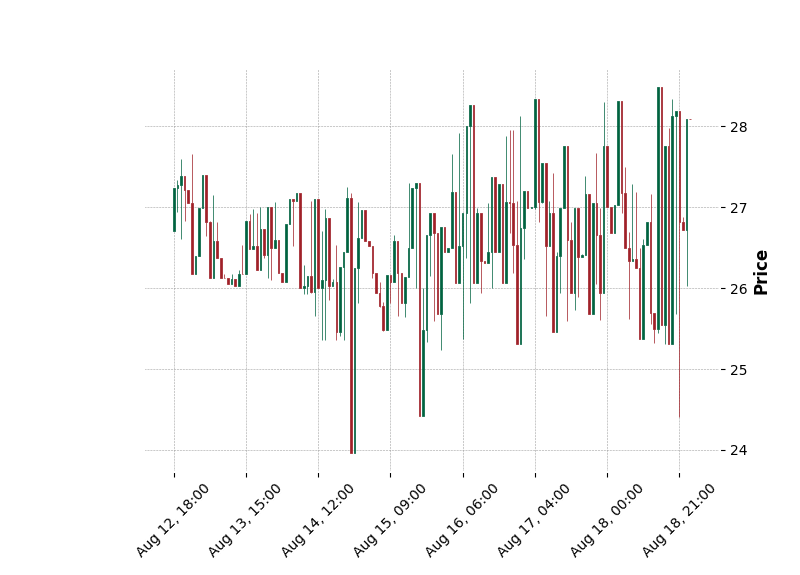 28
27
26
25
24
Price
Aug 12, 18:00
Aug 13, 15:00
Aug 14, 12:00
Aug 15, 09:00
Aug 16, 06:00
Aug 17, 04:00
Aug 18, 00:00
Aug 18, 21:00